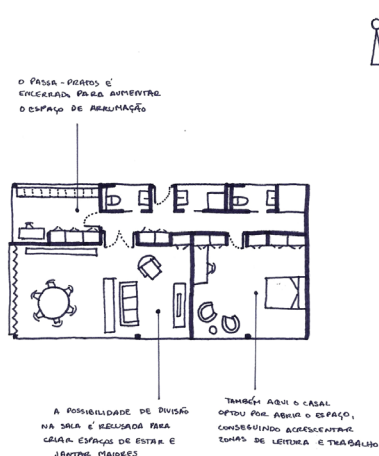 O PASSA-PRATOS É
ENCERRADO PARA AUMENTAR
O ESPAÇO DE ARRUMAÇÃO
A POSSIBILIDADE DE DIVISÃO
NA SALA É RECUSADA PARA
CRIAR ESPAÇOS DE ESTAR E
JANTAR MAIORES
TAMBÉM AQUI O CASAL
OPTOU POR ABRIR O ESPAÇO,
CONSEGUINDO ACRESCENTAR
ZONAS DE LEITURA E TRABALHO